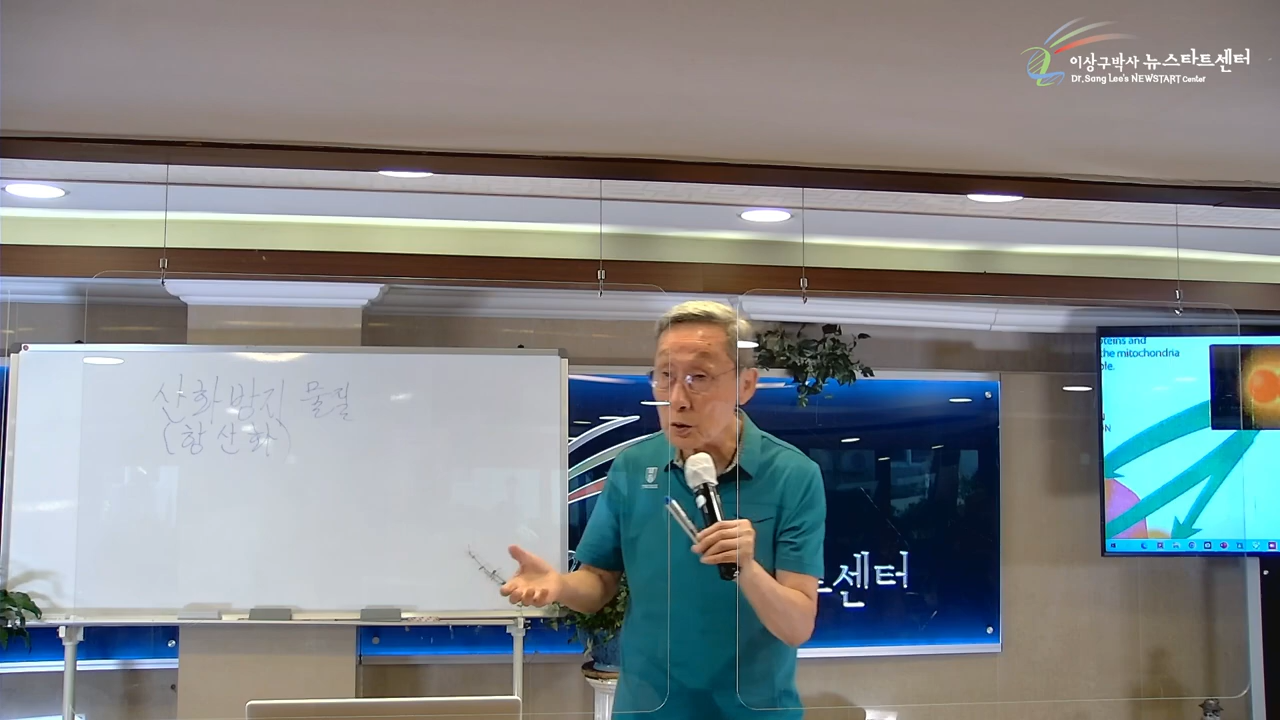 이상구박사 뉴스타트센터
Dr. Sang Lee's NEWSTART Center
산화방지 물질
(항산화)
teins and
the mitochondria
트센터